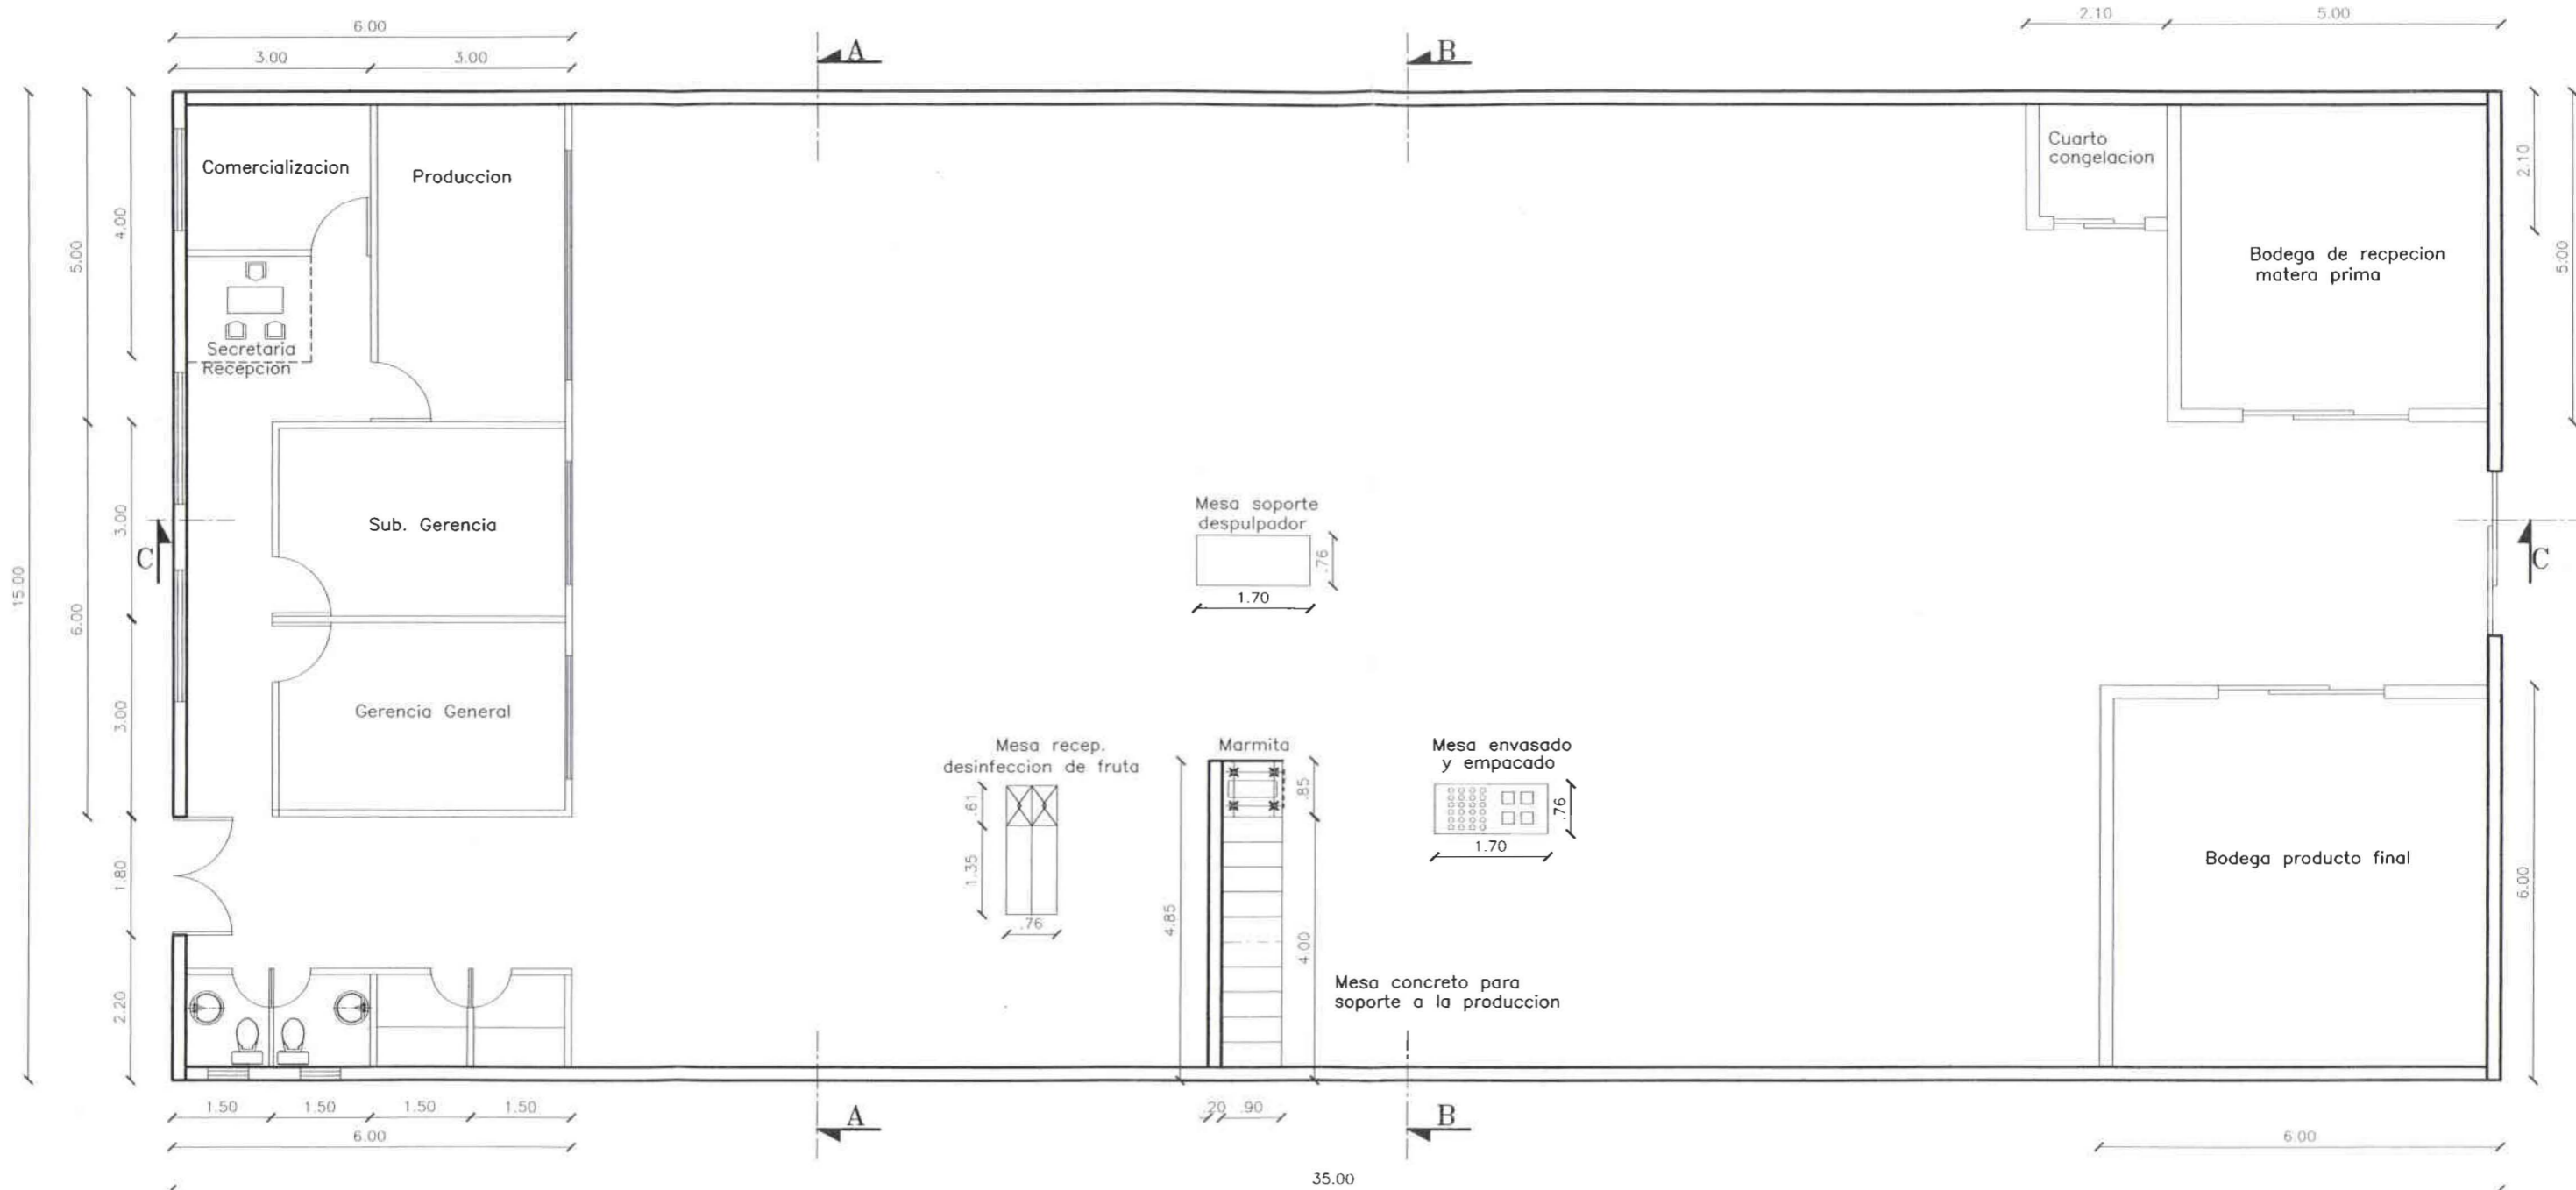 6.00
2.10
5.00
3.00
3.00
A
B
15.00
5.00
4.00
Comercializacion
Produccion
Cuarto
congelacion
2.10
5.00
Bodega de recpecion
matera prima
Secretaria
Recepcion
6.00
3.00
C
Sub. Gerencia
Mesa soporte
despulpador
.76
1.70
C
3.00
Gerencia General
Mesa recep.
desinfeccion de fruta
.61
1.35
.76
Marmita
.85
4.85
4.00
Mesa envasado
y empacado
.76
1.70
Bodega producto final
6.00
1.80
2.20
Mesa concreto para
soporte a la produccion
1.50
1.50
1.50
1.50
6.00
A
.20
.90
B
6.00
35.00